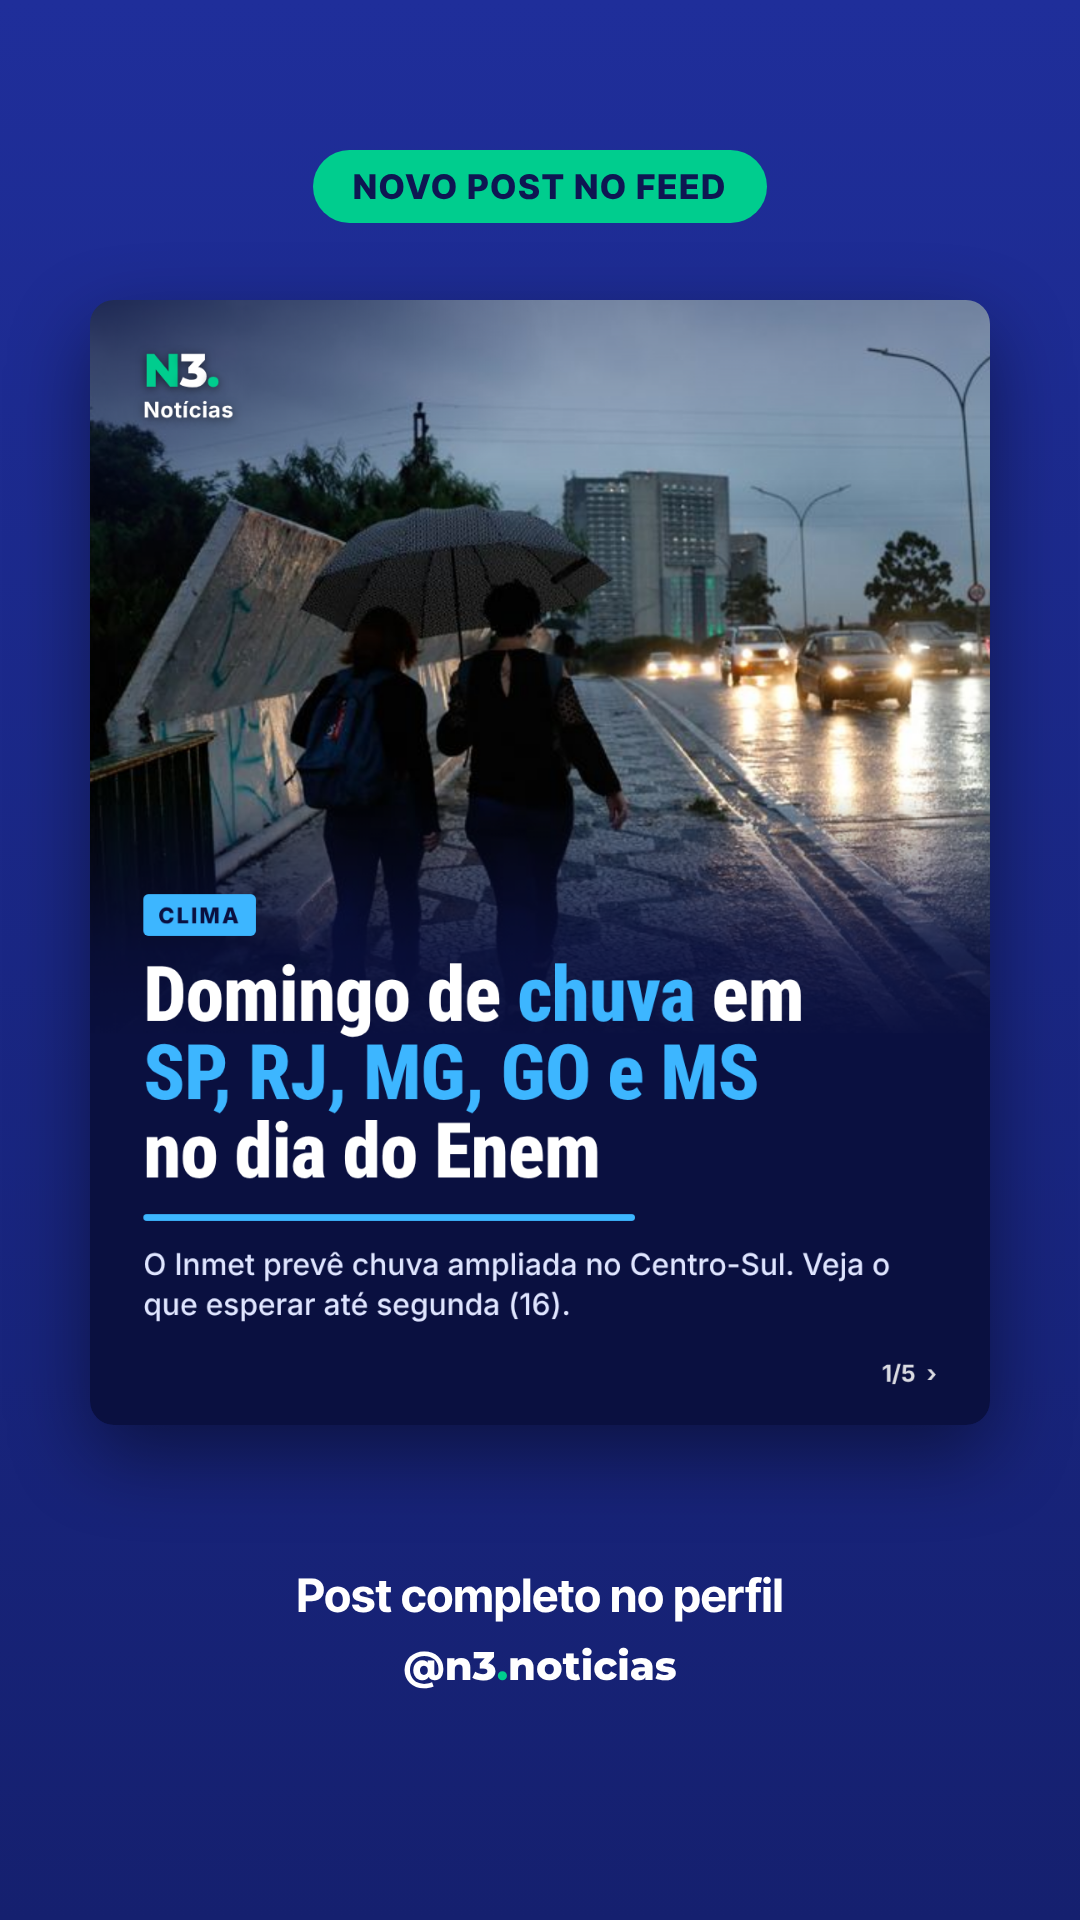 NOVO POST NO FEED
N3.
Notícias
CLIMA
Domingo de chuva em
SP, RJ, MG, GO e MS
no dia do Enem
O Inmet prevê chuva ampliada no Centro-Sul. Veja o
que esperar até segunda (16).
1/5 ›
Post completo no perfil
@n3.noticias